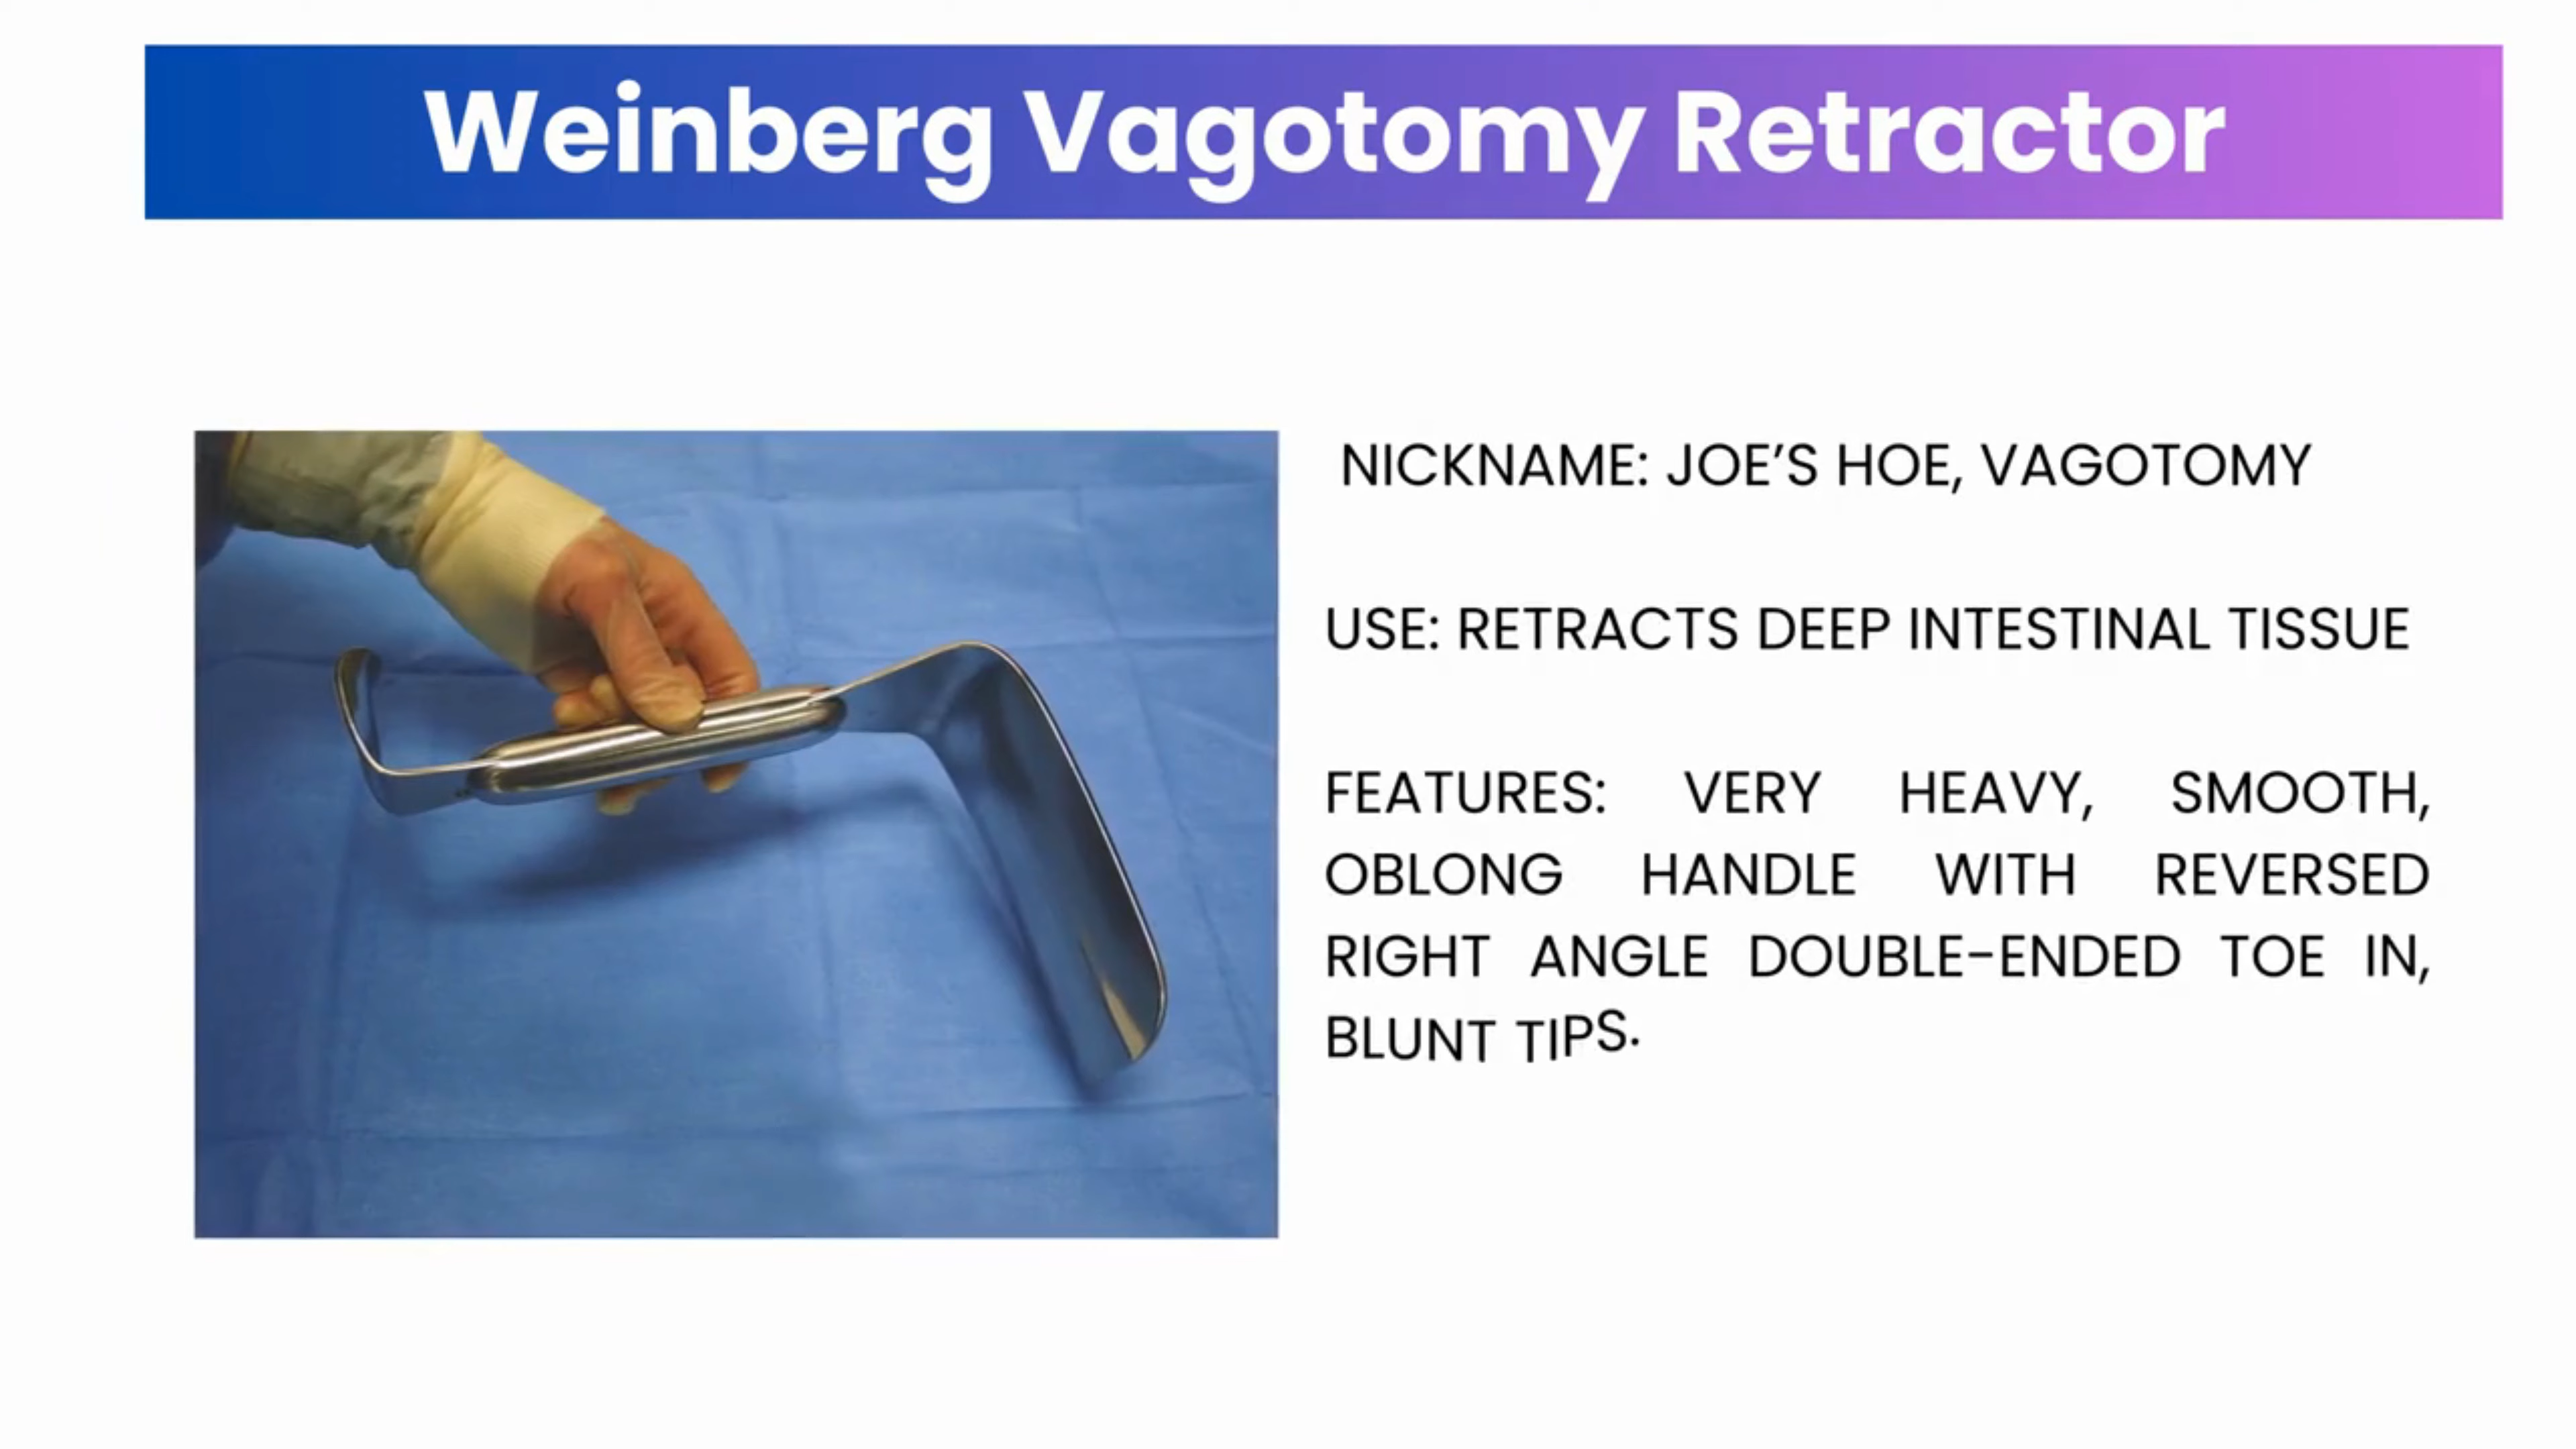 Weinberg Vagotomy Retractor
NICKNAME: JOE’S HOE, VAGOTOMY
USE: RETRACTS DEEP INTESTINAL TISSUE
FEATURES: VERY HEAVY, SMOOTH,
OBLONG HANDLE WITH REVERSED
RIGHT ANGLE DOUBLE-ENDED TOE IN,
BLUNT TIPS.